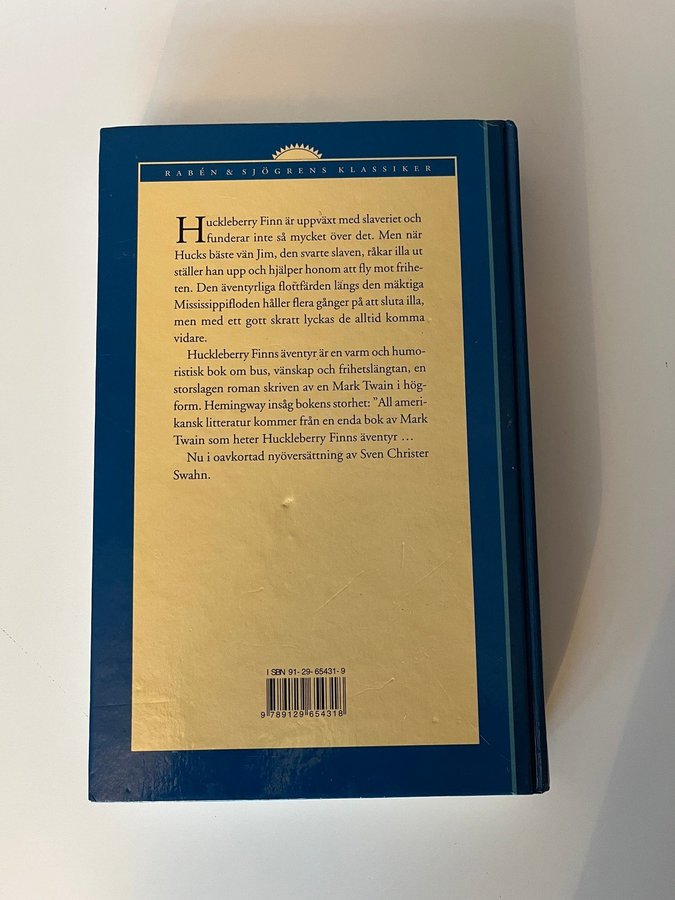 RABÉN & SJÖGRENS KLASSIKER
Huckleberry Finn är uppväxt med slaveriet och
funderar inte så mycket över det. Men när
Hucks bäste vän Jim, den svarte slaven, råkar illa ut
ställer han upp och hjälper honom att fly mot frihe-
ten. Den äventyrliga flottfärden längs den mäktiga
Mississippifloden håller flera gånger på att sluta illa,
men med ett gott skratt lyckas de alltid komma
vidare.
Huckleberry Finns äventyr är en varm och humo-
ristisk bok om bus, vänskap och frihetslängtan, en
storslagen roman skriven av en Mark Twain i hög-
form. Hemingway insåg bokens storhet: ”All ameri-
kansk litteratur kommer från en enda bok av Mark
Twain som heter Huckleberry Finns äventyr …
Nu i oavkortad nyöversättning av Sven Christer
Swahn.
ISBN 91-29-65431-9
9 789129 654318